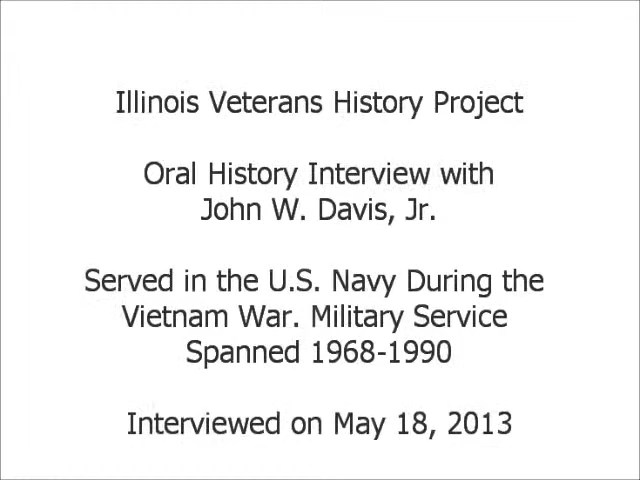 Illinois Veterans History Project
Oral History Interview with
John W. Davis, Jr.
Served in the U.S. Navy During the
Vietnam War. Military Service
Spanned 1968-1990
Interviewed on May 18, 2013